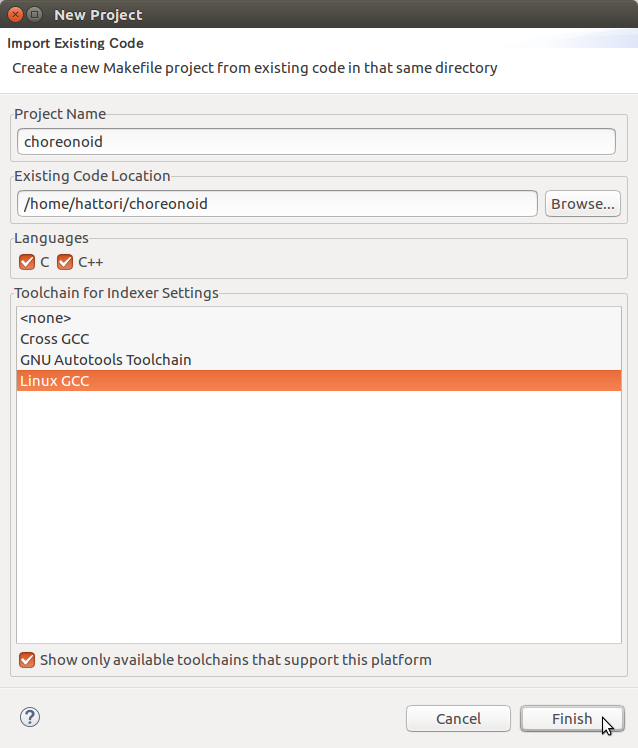 New Project
Import Existing Code
Create a new Makefile project from existing code in that same directory
Project Name
choreonoid
Existing Code Location
/home/hattori/choreonoid
Browse...
Languages
C C++
Toolchain for Indexer Settings
<none>
Cross GCC
GNU Autotools Toolchain
Linux GCC
Show only available toolchains that support this platform
? Cancel Finish